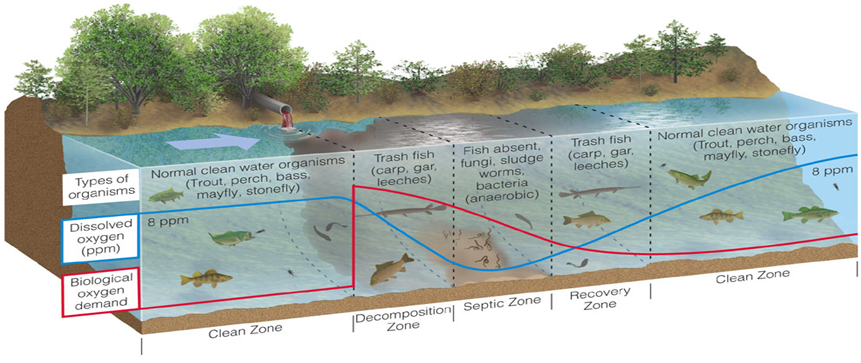 Types of
organisms
Normal clean water organisms
(Trout, perch, bass,
mayfly, stonefly)
Trash fish
(carp, gar,
leeches)
Fish absent,
fungi, sludge
worms,
bacteria
(anaerobic)
Trash fish
(carp, gar,
leeches)
Normal clean water organisms
(Trout, perch, bass,
mayfly, stonefly)
Dissolved
oxygen
(ppm)
8 ppm
8 ppm
Biological
oxygen
demand
Clean Zone
Decomposition
Zone
Septic Zone
Recovery
Zone
Clean Zone